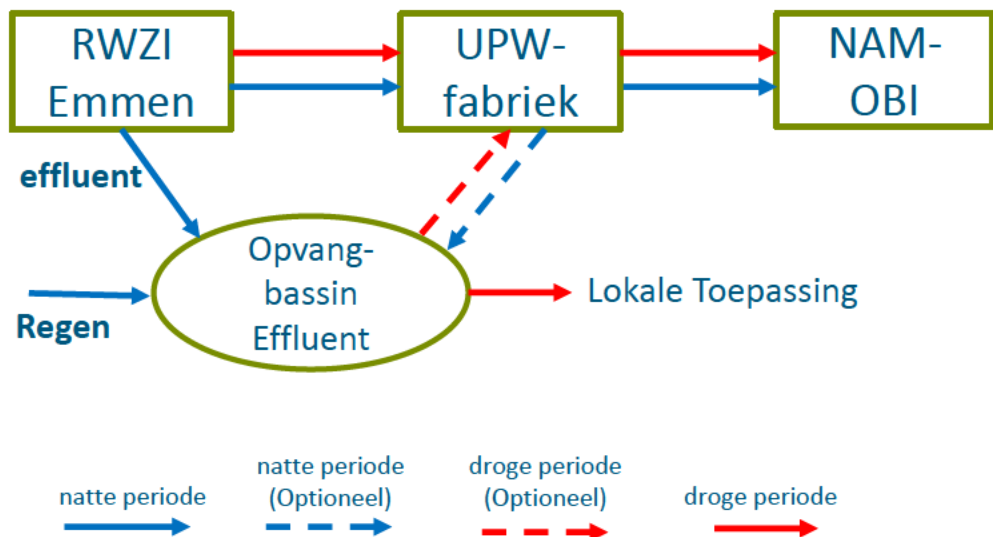 RWZI
Emmen
UPW-
fabriek
NAM-
OBI
effluent
Opvang-
bassin
Effluent
Regen
Lokale Toepassing
natte periode
natte periode
(Optioneel)
droge periode
(Optioneel)
droge periode